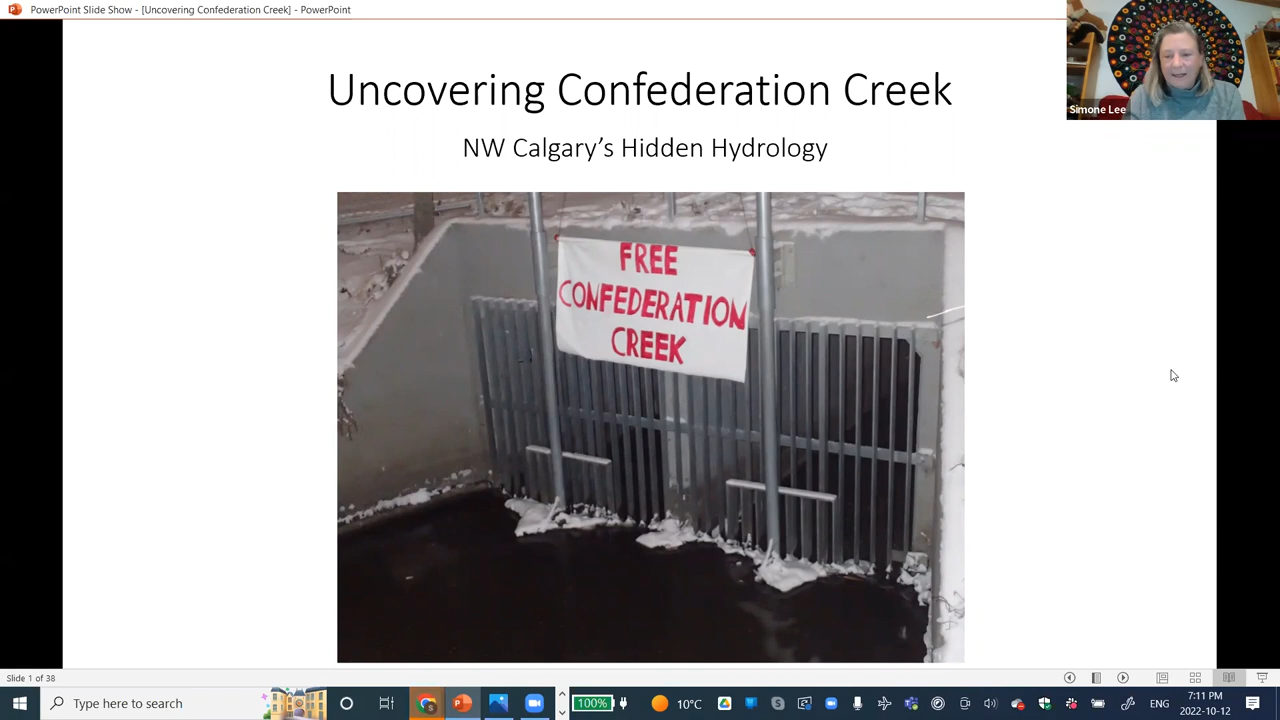 PowerPoint Slide Show - [Uncovering Confederation Creek] - PowerPoint
Simone Lee
Uncovering Confederation Creek
NW Calgary’s Hidden Hydrology
FREE
CONFEDERATION
CREEK
Slide 1 of 38
Type here to search
100%
10°C
ENG
7:11 PM
2022-10-12